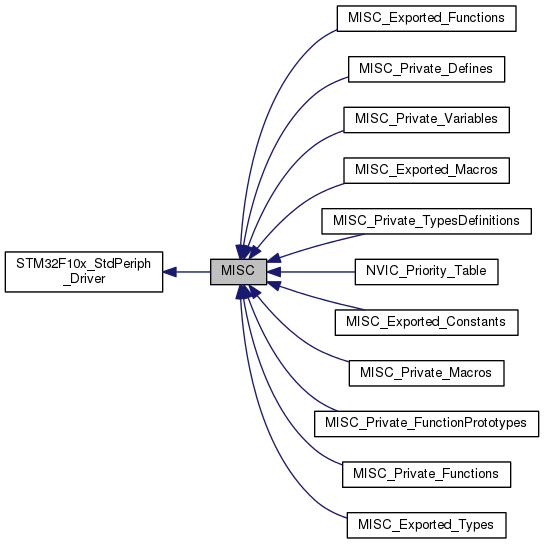 MISC_Exported_Functions
MISC_Private_Defines
MISC_Private_Variables
MISC_Exported_Macros
MISC_Private_TypesDefinitions
STM32F10x_StdPeriph
_Driver
MISC
NVIC_Priority_Table
MISC_Exported_Constants
MISC_Private_Macros
MISC_Private_FunctionPrototypes
MISC_Private_Functions
MISC_Exported_Types